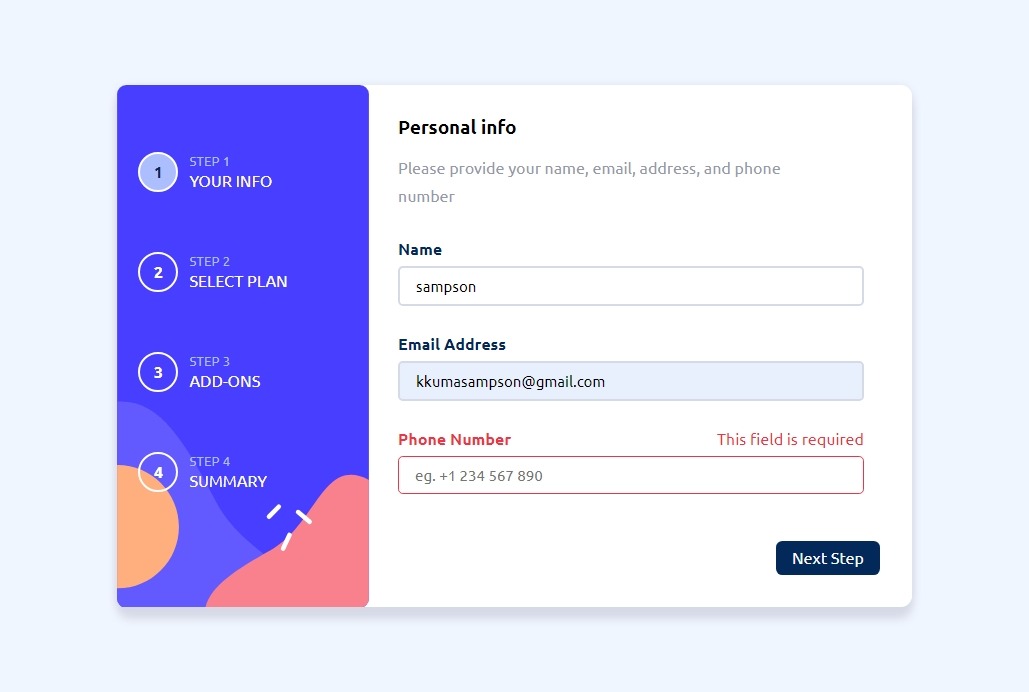 1
STEP 1
YOUR INFO
2
STEP 2
SELECT PLAN
3
STEP 3
ADD-ONS
4
STEP 4
SUMMARY
Personal info
Please provide your name, email, address, and phone
number
Name
sampson
Email Address
kkumasampson@gmail.com
Phone Number This field is required
eg. +1 234 567 890
Next Step